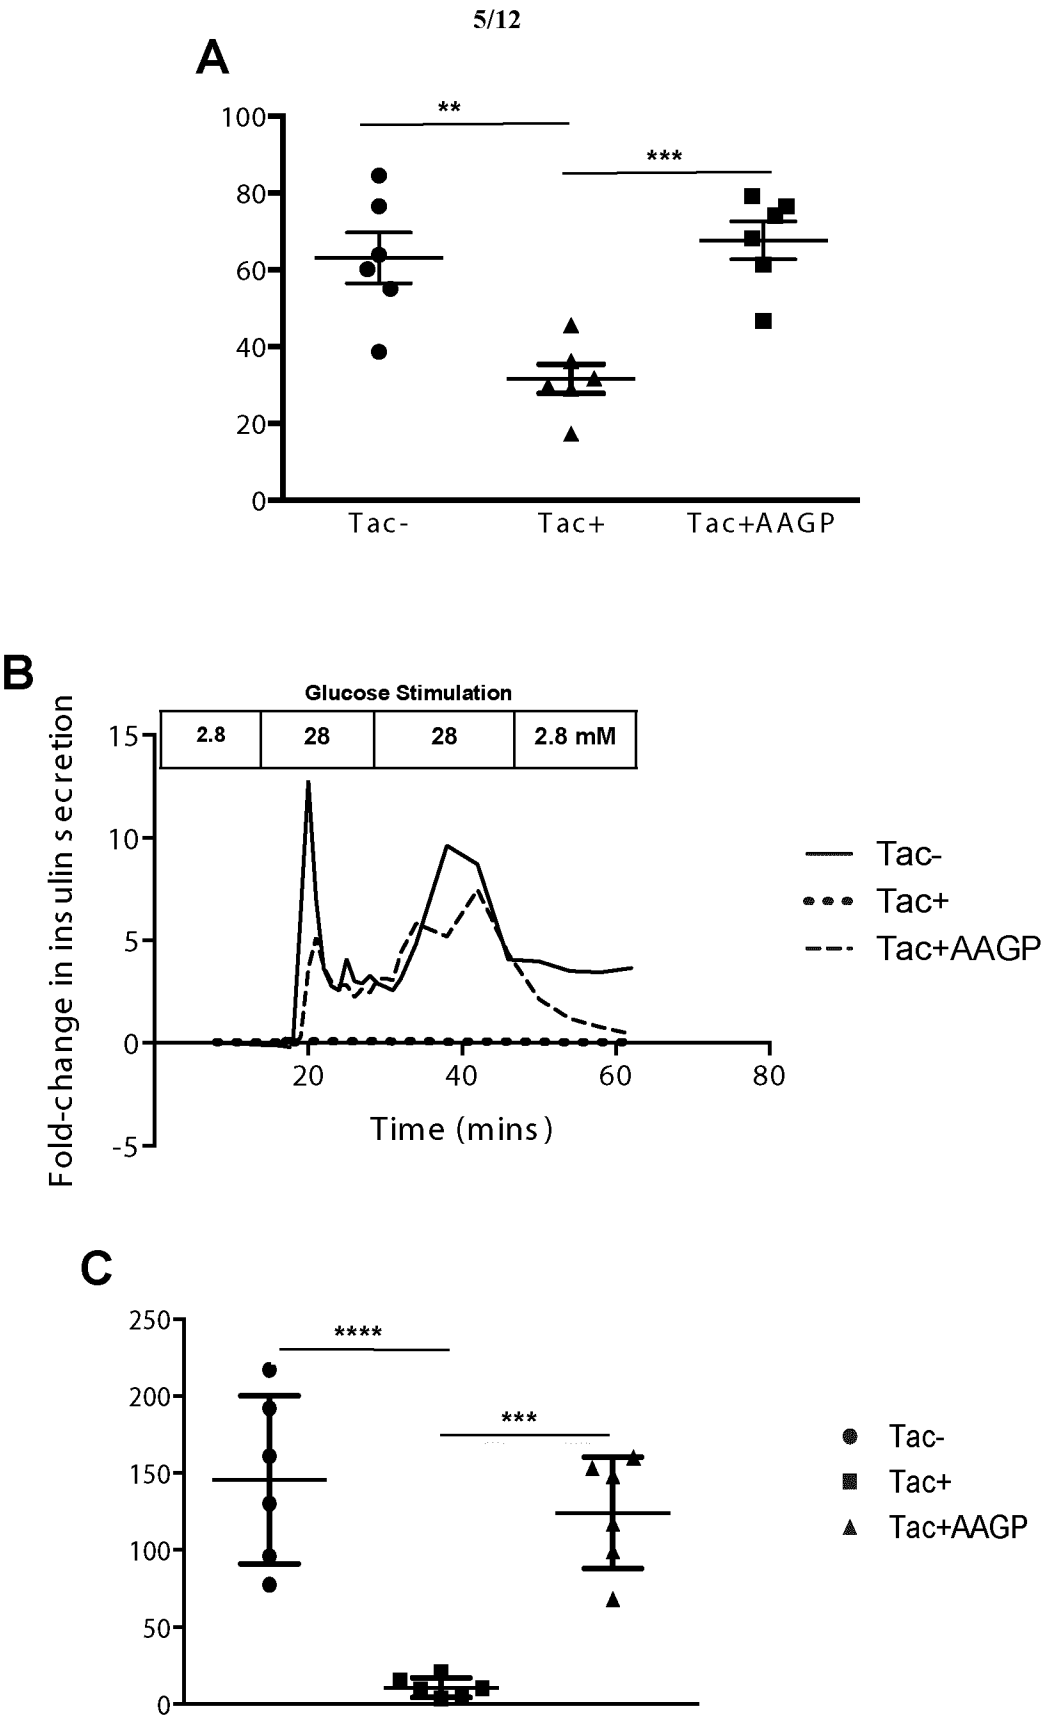 5/12
A
**
***
100
80
60
40
20
0
Tac- Tac+ Tac+AAGP
B
Glucose Stimulation
2.8 28 28 2.8 mM
Fold-change in insulin secretion
15
10
5
0
-5
20 40 60 80
Time (mins)
Tac-
Tac+
Tac+AAGP
C
****
***
250
200
150
100
50
0
Tac-
Tac+
Tac+AAGP